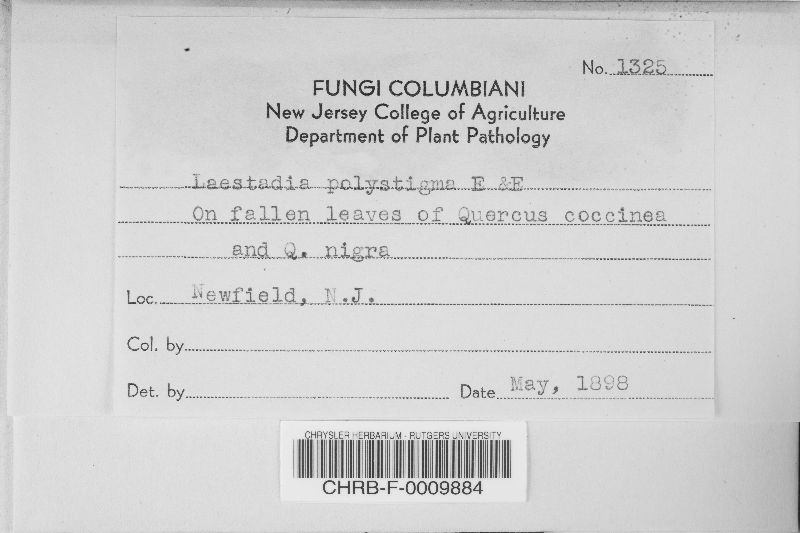 No. 1325
FUNGI COLUMBIANI
New Jersey College of Agriculture
Department of Plant Pathology
Laestadia polystigma E &E
On fallen leaves of Quercus coccinea
and Q. nigra
Loc. Newfield, N.J.
Col. by
Det. by Date May, 1898
CHRYSLER HERBARIUM - RUTGERS UNIVERSITY
CHRB-F-0009884